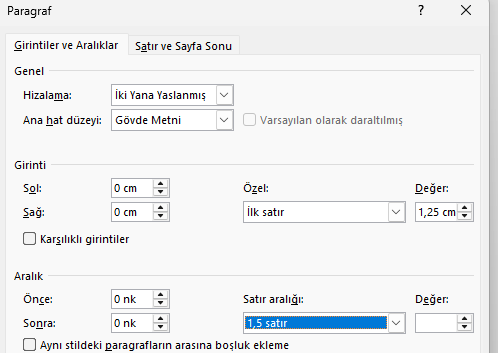 Paragraf ?
Girintiler ve Aralıklar Satır ve Sayfa Sonu
Genel
Hizalama: İki Yana Yaslanmış
Ana hat düzeyi: Gövde Metni Varsayılan olarak daraltılmış
Girinti
Sol: 0 cm Özel: Değer:
Sağ: 0 cm İlk satır 1,25 cm
Karşılıklı girintiler
Aralık
Önce: 0 nk Satır aralığı: Değer:
Sonra: 0 nk 1,5 satır
Aynı stildeki paragrafların arasına boşluk ekleme